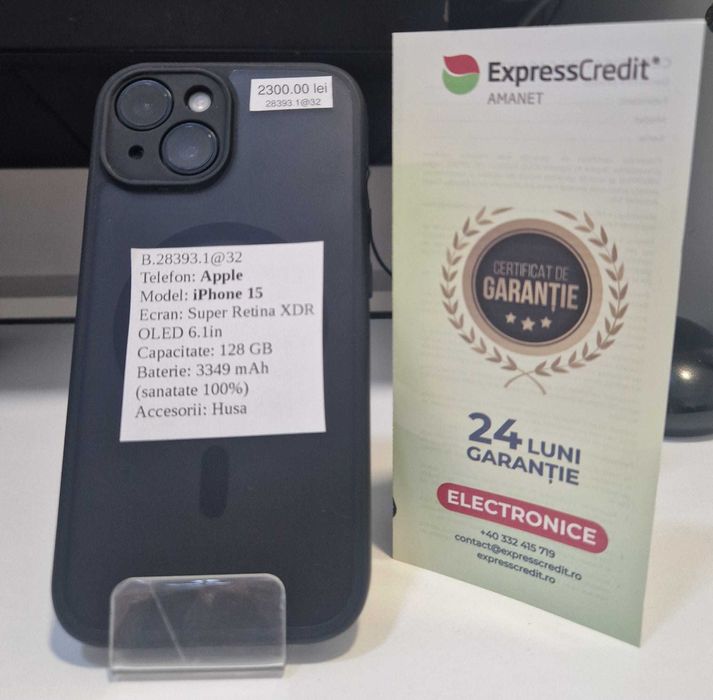 2300.00 lei
28393.1@32
B.28393.1@32
Telefon: Apple
Model: iPhone 15
Ecran: Super Retina XDR
OLED 6.1in
Capacitate: 128 GB
Baterie: 3349 mAh
(sanatate 100%)
Accesorii: Husa
ExpressCredit®
AMANET
CERTIFICAT DE
GARANȚIE
24 LUNI
GARANȚIE
ELECTRONICE
+40 332 415 719
contact@expresscredit.ro
expresscredit.ro